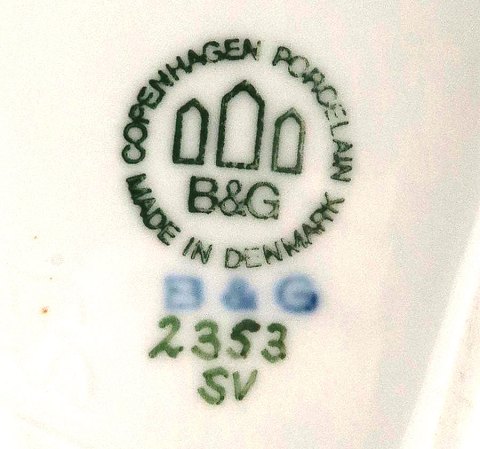 COPENHAGEN PORCELAIN
B&G
MADE IN DENMARK
B & G
2353
SV